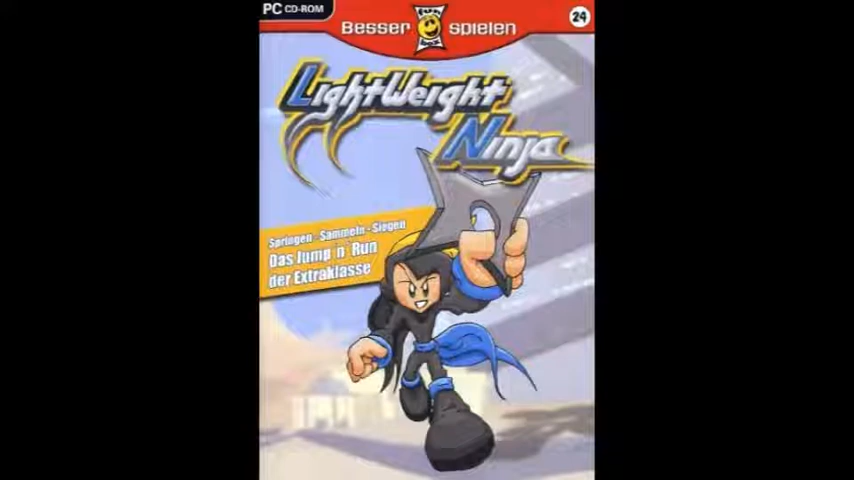 PC CD-ROM
Besser spielen
24
LightWeight
Ninja
Springen - Sammeln - Siegen
Das Jump 'n' Run
der Extraklasse